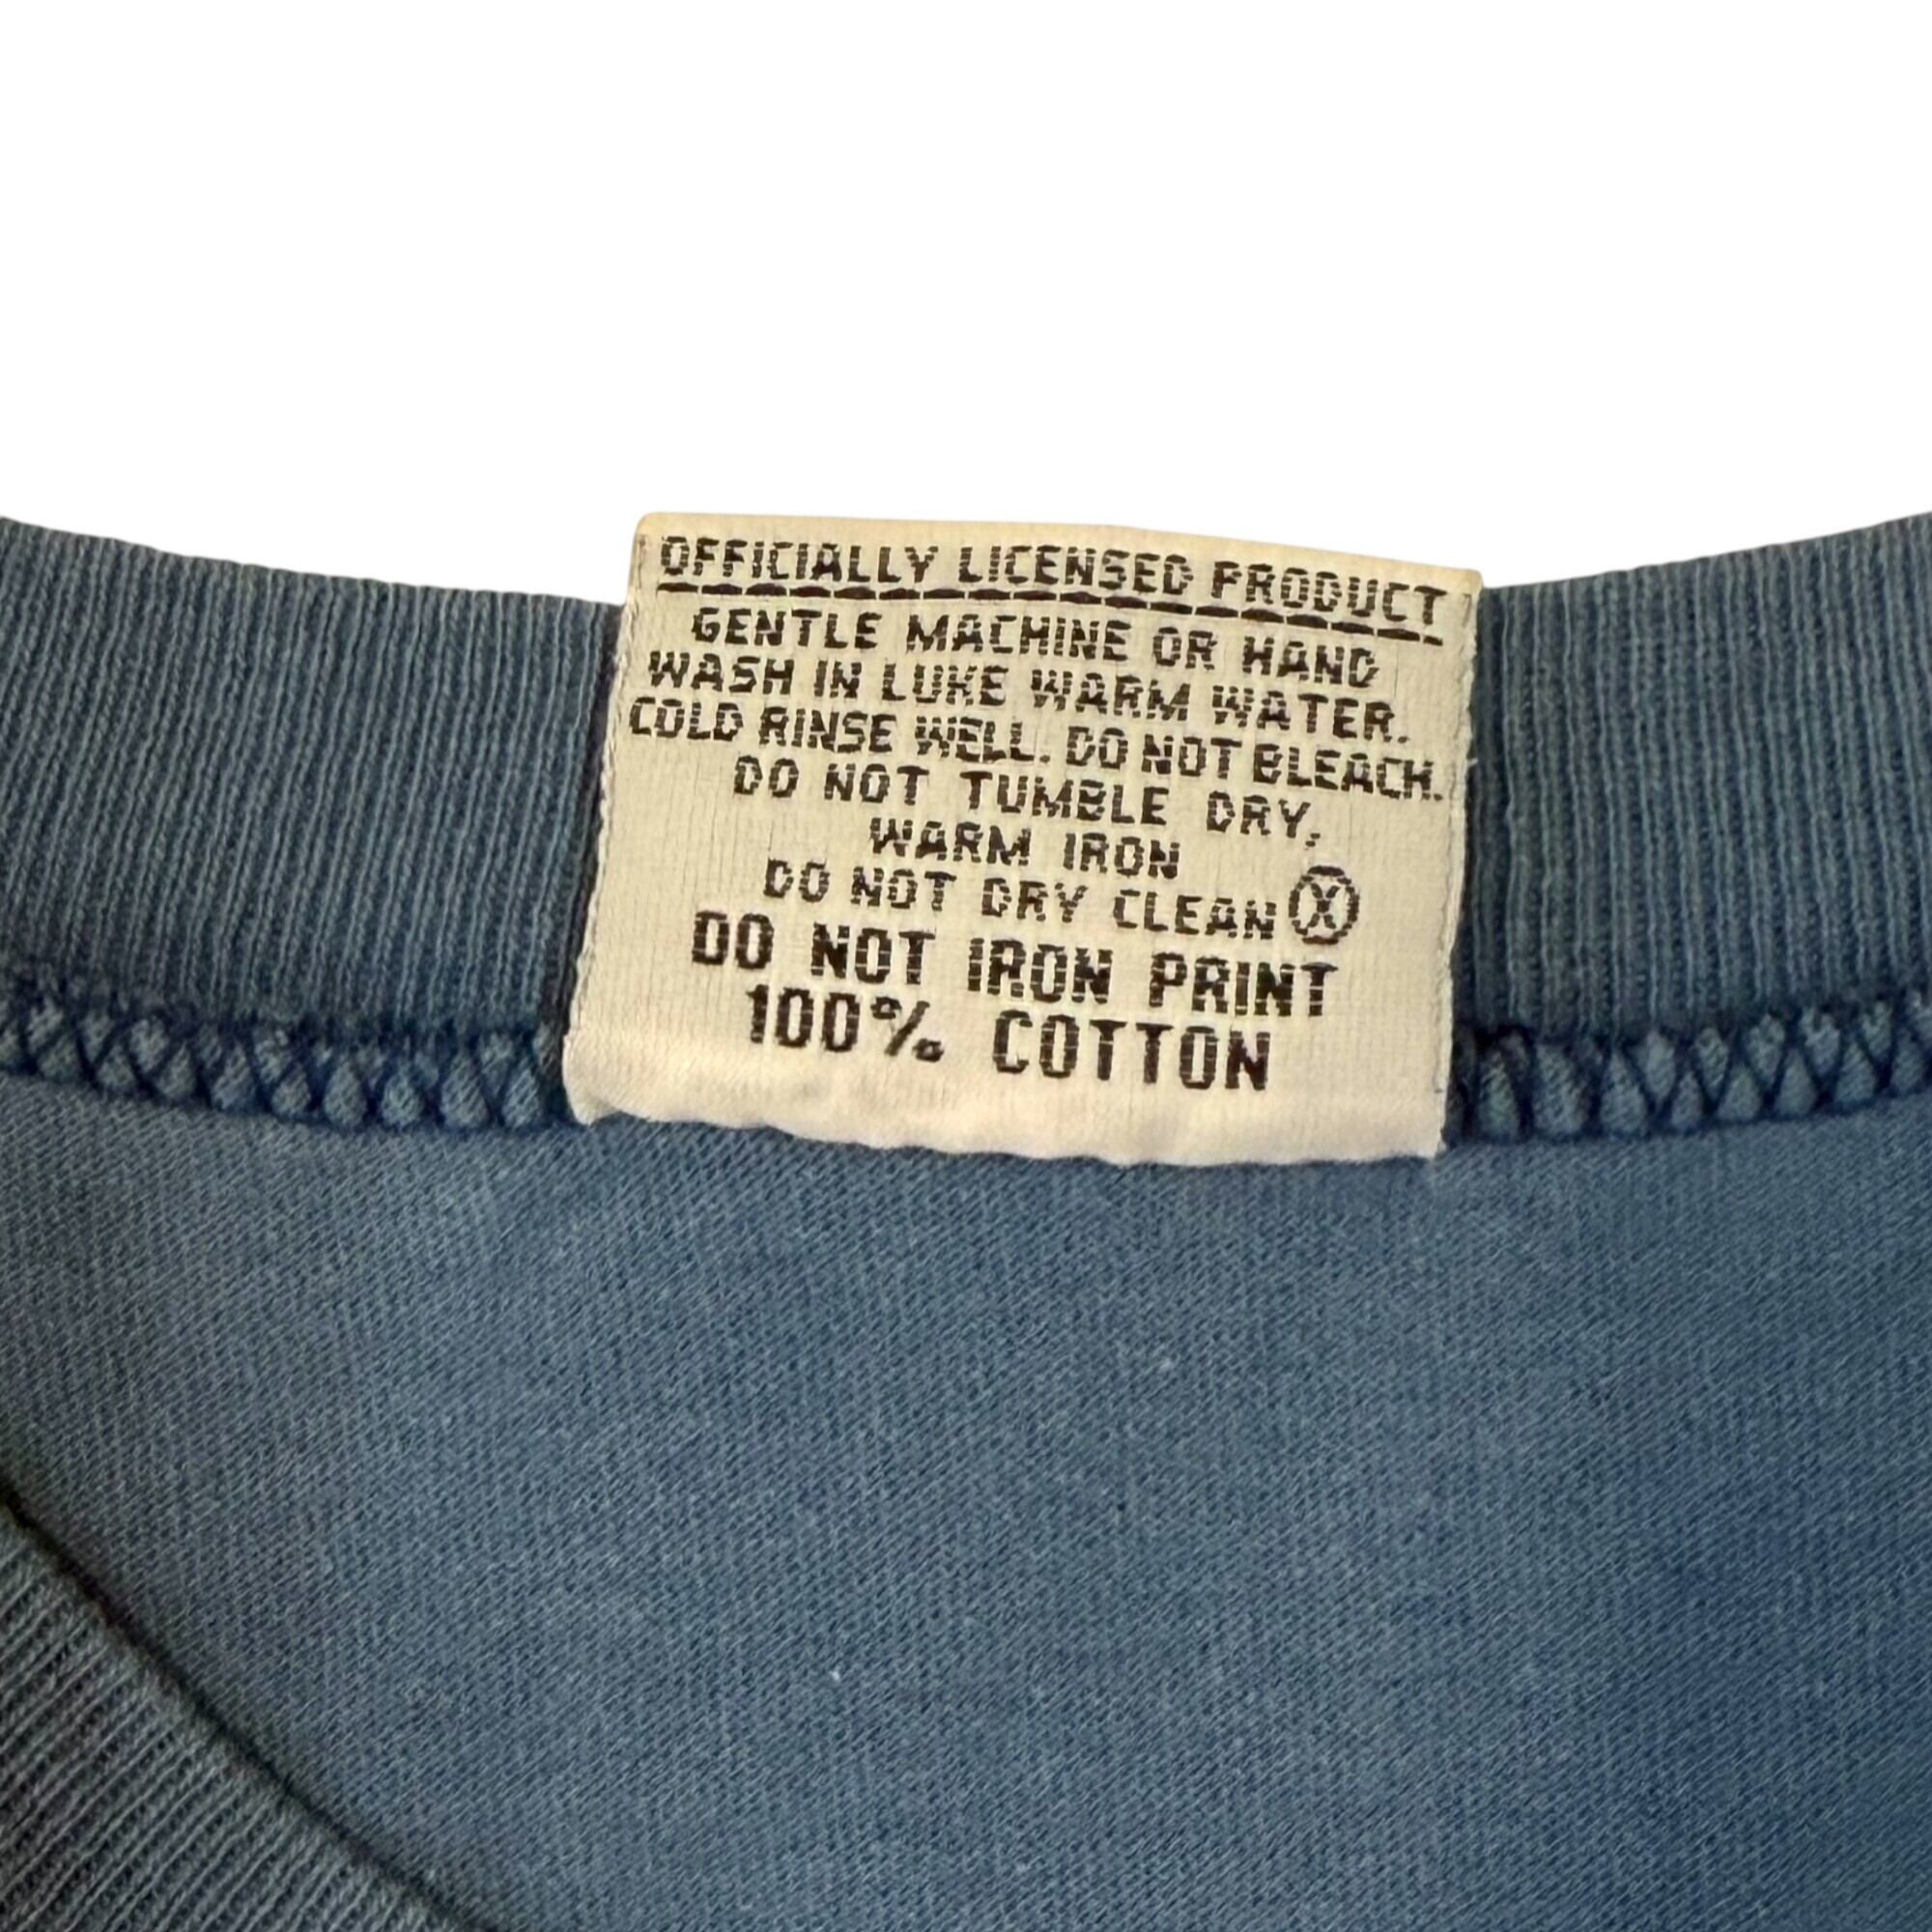 OFFICIALLY LICENSED PRODUCT
GENTLE MACHINE OR HAND
WASH IN LUKE WARM WATER.
COLD RINSE WELL. DO NOT BLEACH.
DO NOT TUMBLE DRY,
WARM IRON
DO NOT DRY CLEAN Ⓧ
DO NOT IRON PRINT
100% COTTON